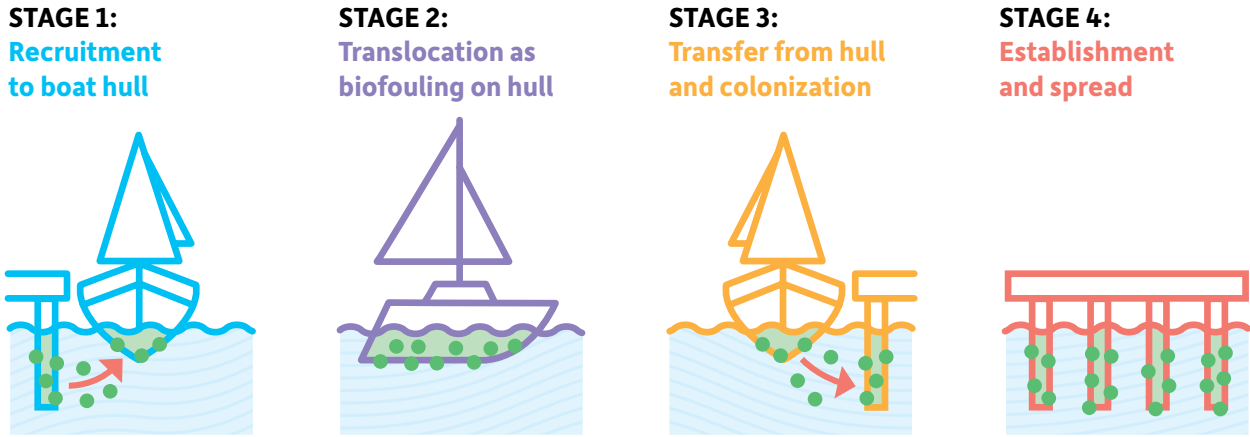 STAGE 1:
Recruitment
to boat hull
STAGE 2:
Translocation as
biofouling on hull
STAGE 3:
Transfer from hull
and colonization
STAGE 4:
Establishment
and spread